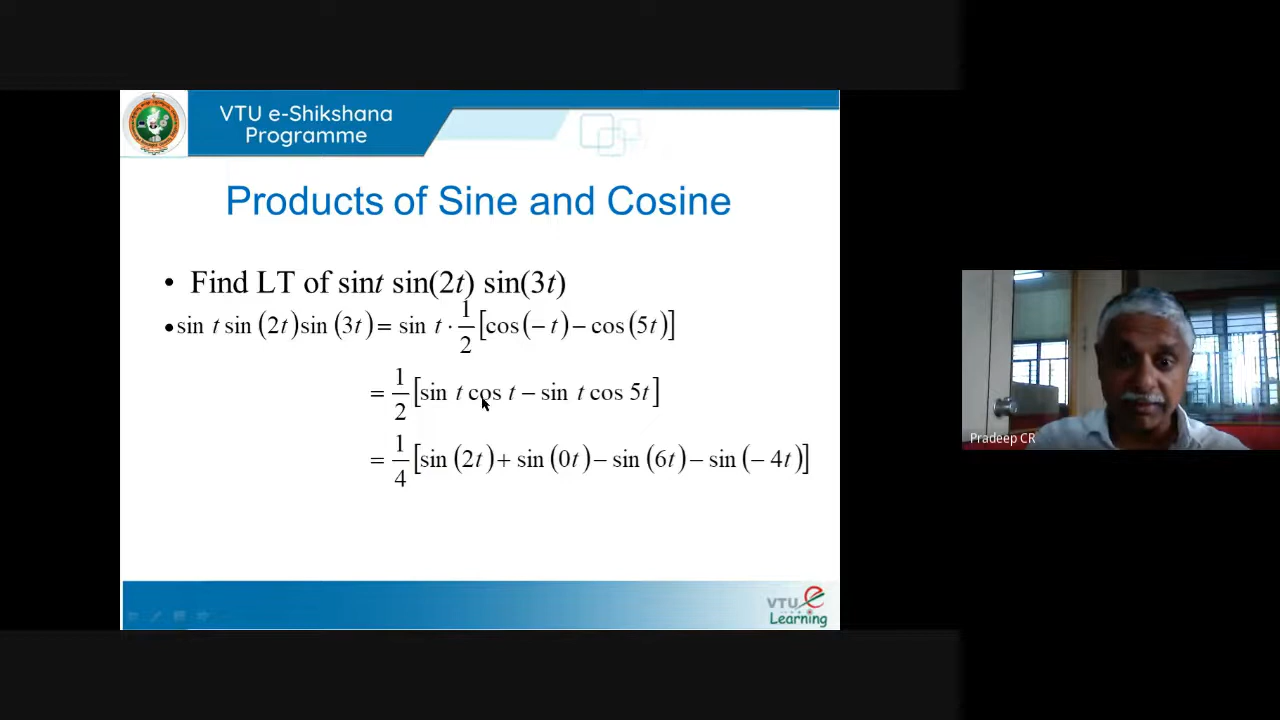 VTU e-Shikshana
Programme
Products of Sine and Cosine
• Find LT of sint sin(2t) sin(3t)
• sin t sin (2t)sin (3t) = sin t · 1/2 [cos(− t) − cos (5t)]
= 1/2 [sin t cos t − sin t cos 5t]
= 1/4 [sin (2t) + sin (0t) − sin (6t) − sin (− 4t)]
Pradeep CR
VTU e
Learning